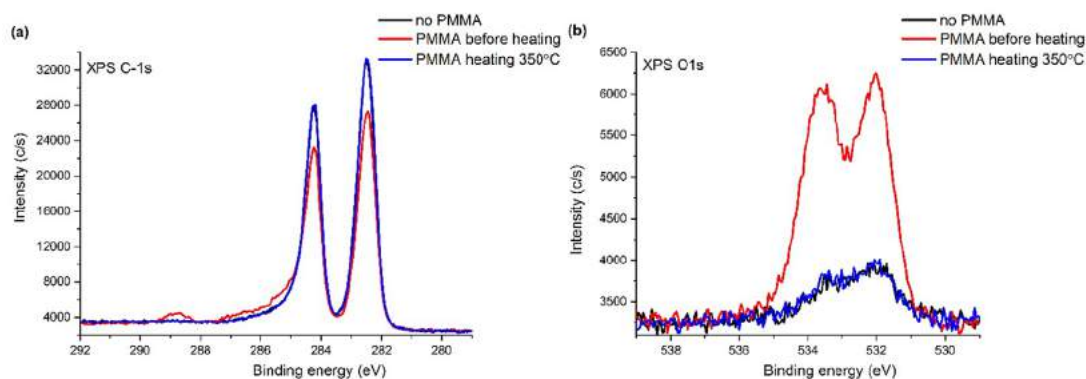 (a)
no PMMA
PMMA before heating
PMMA heating 350°C
XPS C-1s
32000
28000
24000
20000
16000
12000
8000
4000
Intensity (c/s)
292 290 288 286 284 282 280
Binding energy (eV)
(b)
no PMMA
PMMA before heating
PMMA heating 350°C
XPS O1s
6500
6000
5500
5000
4500
4000
3500
Intensity (c/s)
538 536 534 532 530
Binding energy (eV)